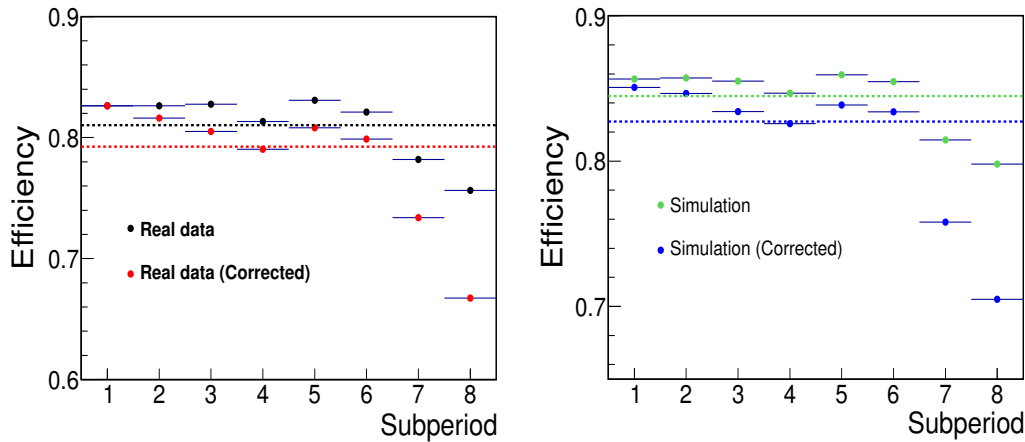 0.9
0.8
0.7
0.6
Efficiency
Real data
Real data (Corrected)
1 2 3 4 5 6 7 8
Subperiod
0.9
0.8
0.7
Efficiency
Simulation
Simulation (Corrected)
1 2 3 4 5 6 7 8
Subperiod